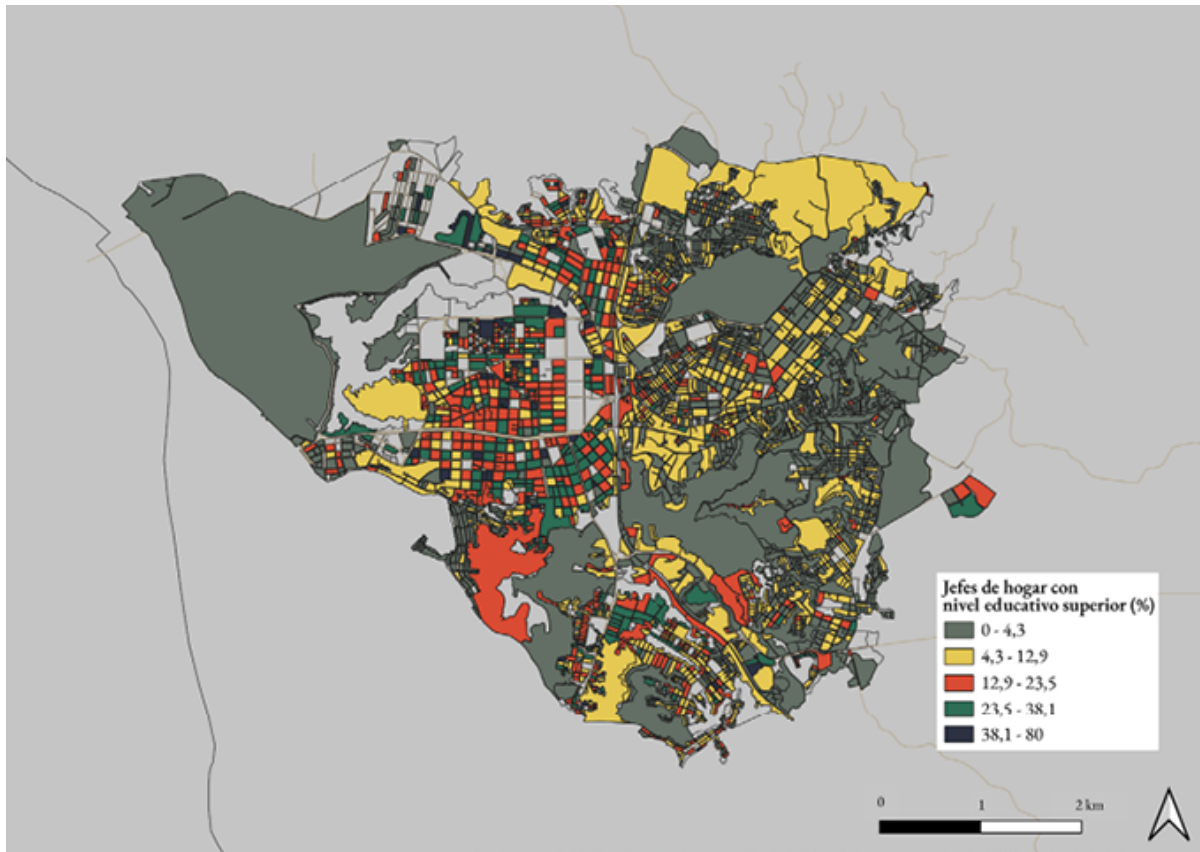 Jefes de hogar con
nivel educativo superior (%)
0 - 4,3
4,3 - 12,9
12,9 - 23,5
23,5 - 38,1
38,1 - 80
0 1 2 km